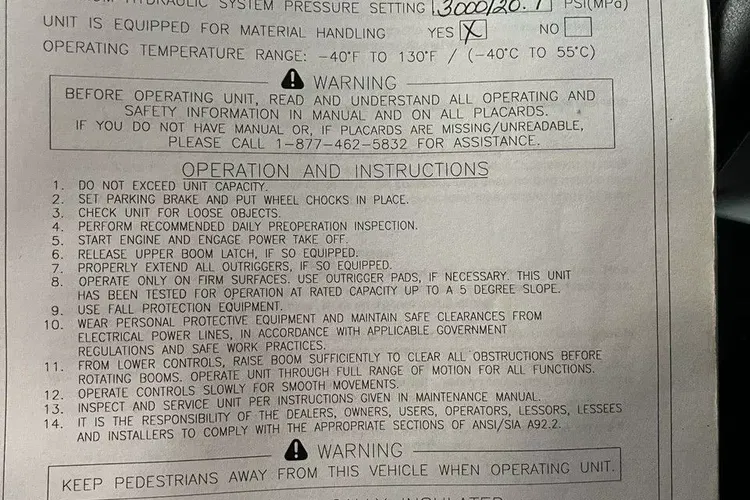 HYDRAULIC SYSTEM PRESSURE SETTING 3000/20.7 PSI(MPa)
UNIT IS EQUIPPED FOR MATERIAL HANDLING YES X NO
OPERATING TEMPERATURE RANGE: -40°F TO 130°F / (-40°C TO 55°C)
WARNING
BEFORE OPERATING UNIT, READ AND UNDERSTAND ALL OPERATING AND
SAFETY INFORMATION IN MANUAL AND ON ALL PLACARDS.
IF YOU DO NOT HAVE MANUAL OR, IF PLACARDS ARE MISSING/UNREADABLE,
PLEASE CALL 1-877-462-5832 FOR ASSISTANCE.
OPERATION AND INSTRUCTIONS
1. DO NOT EXCEED UNIT CAPACITY.
2. SET PARKING BRAKE AND PUT WHEEL CHOCKS IN PLACE.
3. CHECK UNIT FOR LOOSE OBJECTS.
4. PERFORM RECOMMENDED DAILY PREOPERATION INSPECTION.
5. START ENGINE AND ENGAGE POWER TAKE OFF.
6. RELEASE UPPER BOOM LATCH, IF SO EQUIPPED.
7. PROPERLY EXTEND ALL OUTRIGGERS, IF SO EQUIPPED.
8. OPERATE ONLY ON FIRM SURFACES. USE OUTRIGGER PADS, IF NECESSARY. THIS UNIT
HAS BEEN TESTED FOR OPERATION AT RATED CAPACITY UP TO A 5 DEGREE SLOPE.
9. USE FALL PROTECTION EQUIPMENT.
10. WEAR PERSONAL PROTECTIVE EQUIPMENT AND MAINTAIN SAFE CLEARANCES FROM
ELECTRICAL POWER LINES, IN ACCORDANCE WITH APPLICABLE GOVERNMENT
REGULATIONS AND SAFE WORK PRACTICES.
11. FROM LOWER CONTROLS, RAISE BOOM SUFFICIENTLY TO CLEAR ALL OBSTRUCTIONS BEFORE
ROTATING BOOMS. OPERATE UNIT THROUGH FULL RANGE OF MOTION FOR ALL FUNCTIONS.
12. OPERATE CONTROLS SLOWLY FOR SMOOTH MOVEMENTS.
13. INSPECT AND SERVICE UNIT PER INSTRUCTIONS GIVEN IN MAINTENANCE MANUAL.
14. IT IS THE RESPONSIBILITY OF THE DEALERS, OWNERS, USERS, OPERATORS, LESSORS, LESSEES
AND INSTALLERS TO COMPLY WITH THE APPROPRIATE SECTIONS OF ANSI/SIA A92.2.
WARNING
KEEP PEDESTRIANS AWAY FROM THIS VEHICLE WHEN OPERATING UNIT.